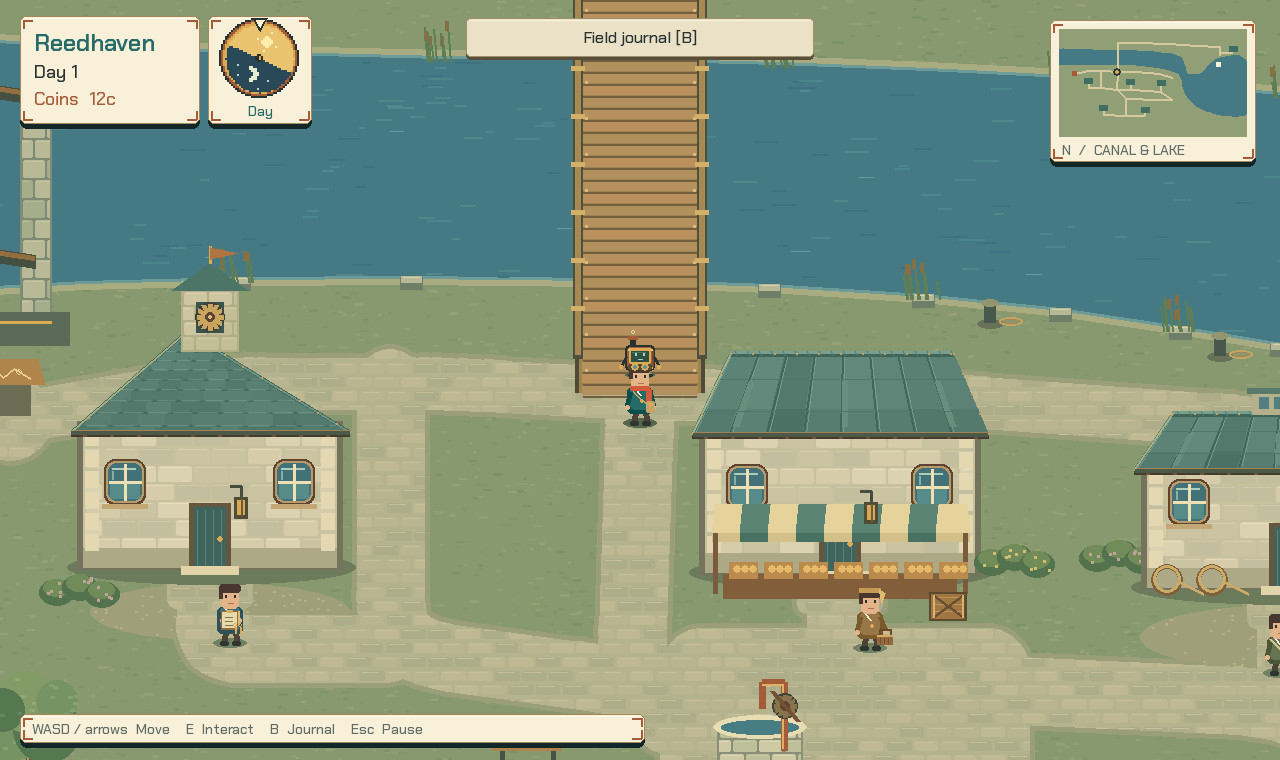 Reedhaven
Day 1
Coins 12c
Day
Field journal [B]
N / CANAL & LAKE
WASD / arrows Move E Interact B Journal Esc Pause